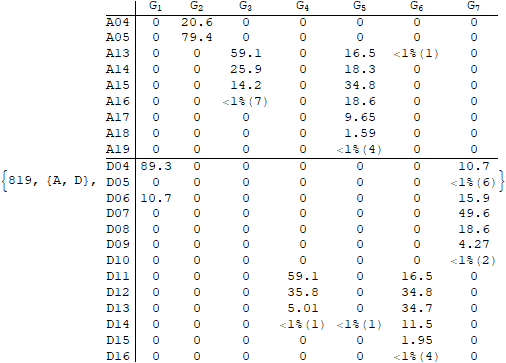 G₁ G₂ G₃ G₄ G₅ G₆ G₇
A04 0 20.6 0 0 0 0 0
A05 0 79.4 0 0 0 0 0
A13 0 0 59.1 0 16.5 <1%(1) 0
A14 0 0 25.9 0 18.3 0 0
A15 0 0 14.2 0 34.8 0 0
A16 0 0 <1%(7) 0 18.6 0 0
A17 0 0 0 0 9.65 0 0
A18 0 0 0 0 1.59 0 0
A19 0 0 0 0 <1%(4) 0 0
D04 89.3 0 0 0 0 0 10.7
{819, {A, D}, D05 0 0 0 0 0 0 <1%(6)}
D06 10.7 0 0 0 0 0 15.9
D07 0 0 0 0 0 0 49.6
D08 0 0 0 0 0 0 18.6
D09 0 0 0 0 0 0 4.27
D10 0 0 0 0 0 0 <1%(2)
D11 0 0 0 59.1 0 16.5 0
D12 0 0 0 35.8 0 34.8 0
D13 0 0 0 5.01 0 34.7 0
D14 0 0 0 <1%(1) <1%(1) 11.5 0
D15 0 0 0 0 0 1.95 0
D16 0 0 0 0 0 <1%(4) 0